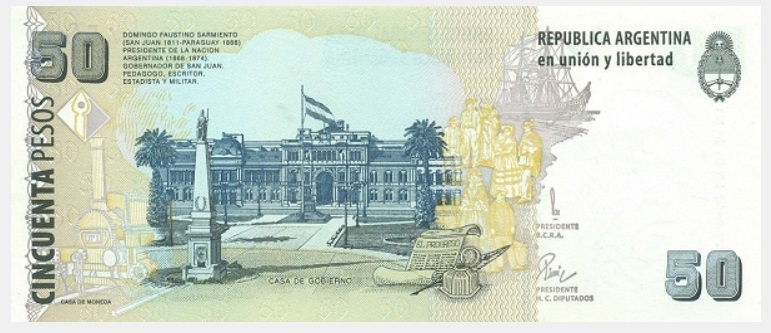 50
CINCUENTA PESOS
DOMINGO FAUSTINO SARMIENTO
(SAN JUAN 1811-PARAGUAY 1888)
PRESIDENTE DE LA NACION
ARGENTINA (1868-1874).
GOBERNADOR DE SAN JUAN.
PEDAGOGO, ESCRITOR,
ESTADISTA Y MILITAR.
REPUBLICA ARGENTINA
en unión y libertad
PRESIDENTE
B.C.R.A.
EL PROGRESO
CASA DE GOBIERNO
PRESIDENTE
H. C. DIPUTADOS
CASA DE MONEDA
50